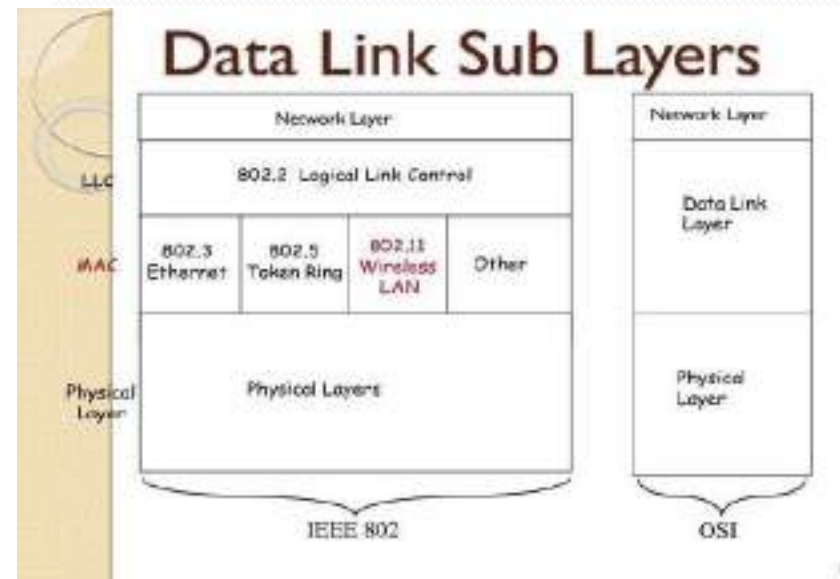 Data Link Sub Layers
Network Layer
LLC
802.2 Logical Link Control
MAC
802.3
Ethernet
802.5
Token Ring
802.11
Wireless
LAN
Other
Physical
Layer
Physical Layers
IEEE 802
Network Layer
Data Link
Layer
Physical
Layer
OSI